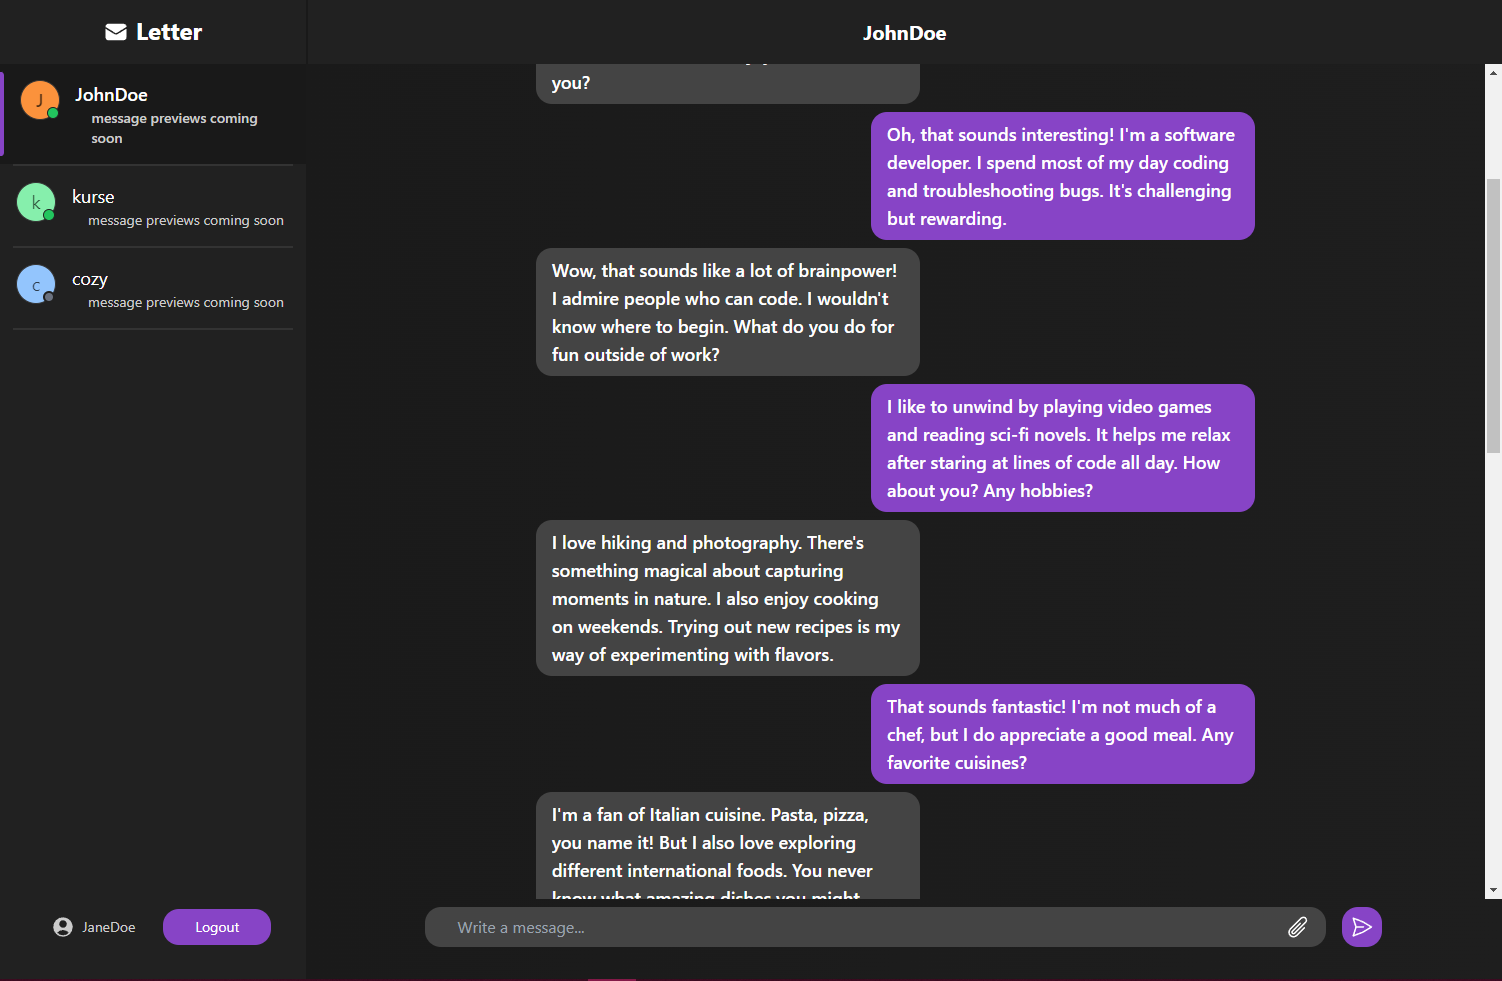 Letter
JohnDoe
J
JohnDoe
message previews coming
soon
k
kurse
message previews coming soon
c
cozy
message previews coming soon
JaneDoe
Logout
you?
Oh, that sounds interesting! I'm a software
developer. I spend most of my day coding
and troubleshooting bugs. It's challenging
but rewarding.
Wow, that sounds like a lot of brainpower!
I admire people who can code. I wouldn't
know where to begin. What do you do for
fun outside of work?
I like to unwind by playing video games
and reading sci-fi novels. It helps me relax
after staring at lines of code all day. How
about you? Any hobbies?
I love hiking and photography. There's
something magical about capturing
moments in nature. I also enjoy cooking
on weekends. Trying out new recipes is my
way of experimenting with flavors.
That sounds fantastic! I'm not much of a
chef, but I do appreciate a good meal. Any
favorite cuisines?
I'm a fan of Italian cuisine. Pasta, pizza,
you name it! But I also love exploring
different international foods. You never
know what amazing dishes you might
Write a message...